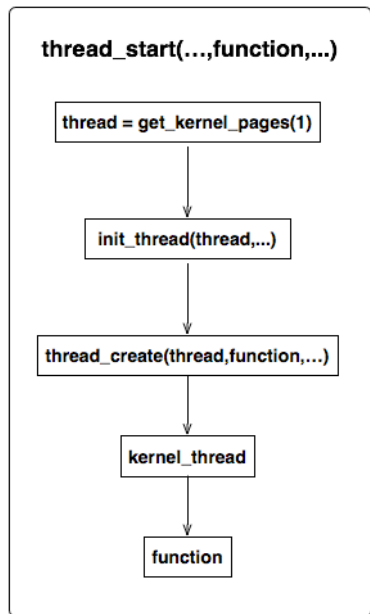 thread_start(…,function,...)
thread = get_kernel_pages(1)
init_thread(thread,...)
thread_create(thread,function,…)
kernel_thread
function